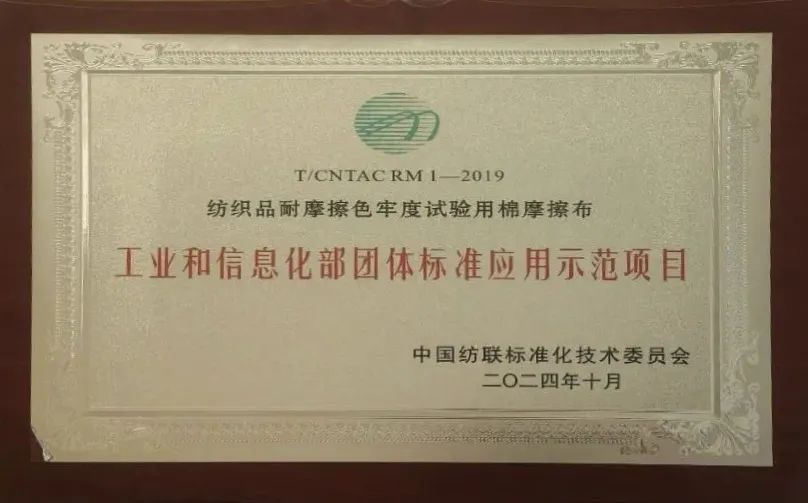 T/CNTAC RM 1—2019
纺织品耐摩擦色牢度试验用棉摩擦布
工业和信息化部团体标准应用示范项目
中国纺联标准化技术委员会
二〇二四年十月